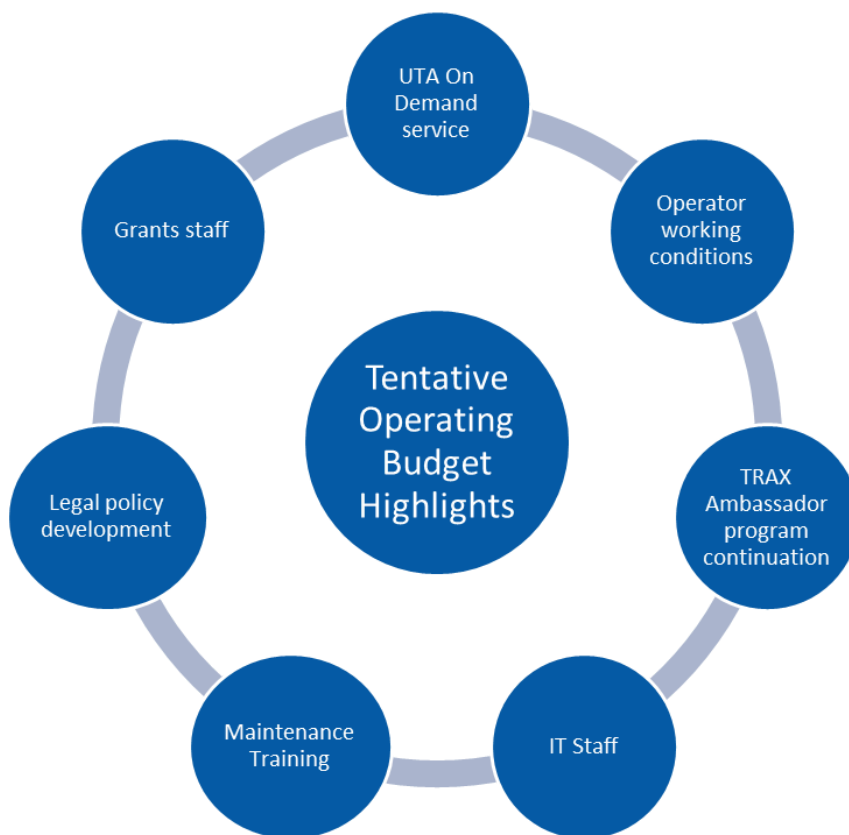 UTA On
Demand
service
Operator
working
conditions
TRAX
Ambassador
program
continuation
IT Staff
Maintenance
Training
Legal policy
development
Grants staff
Tentative
Operating
Budget
Highlights